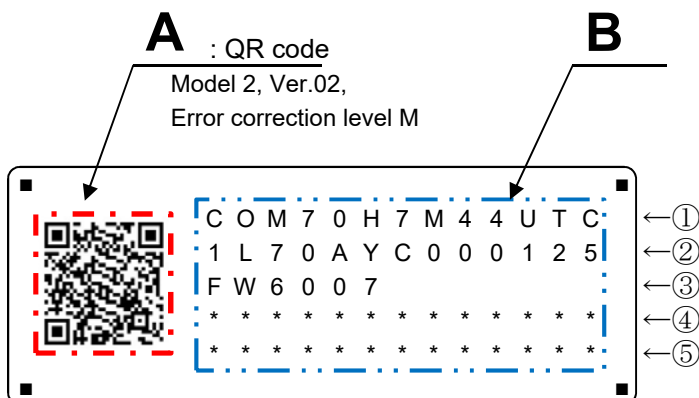 A : QR code
Model 2, Ver.02,
Error correction level M
B
C O M 7 0 H 7 M 4 4 U T C ←①
1 L 7 0 A Y C 0 0 0 1 2 5 ←②
F W 6 0 0 7 ←③
* * * * * * * * * * * * * ←④
* * * * * * * * * * * * * ←⑤